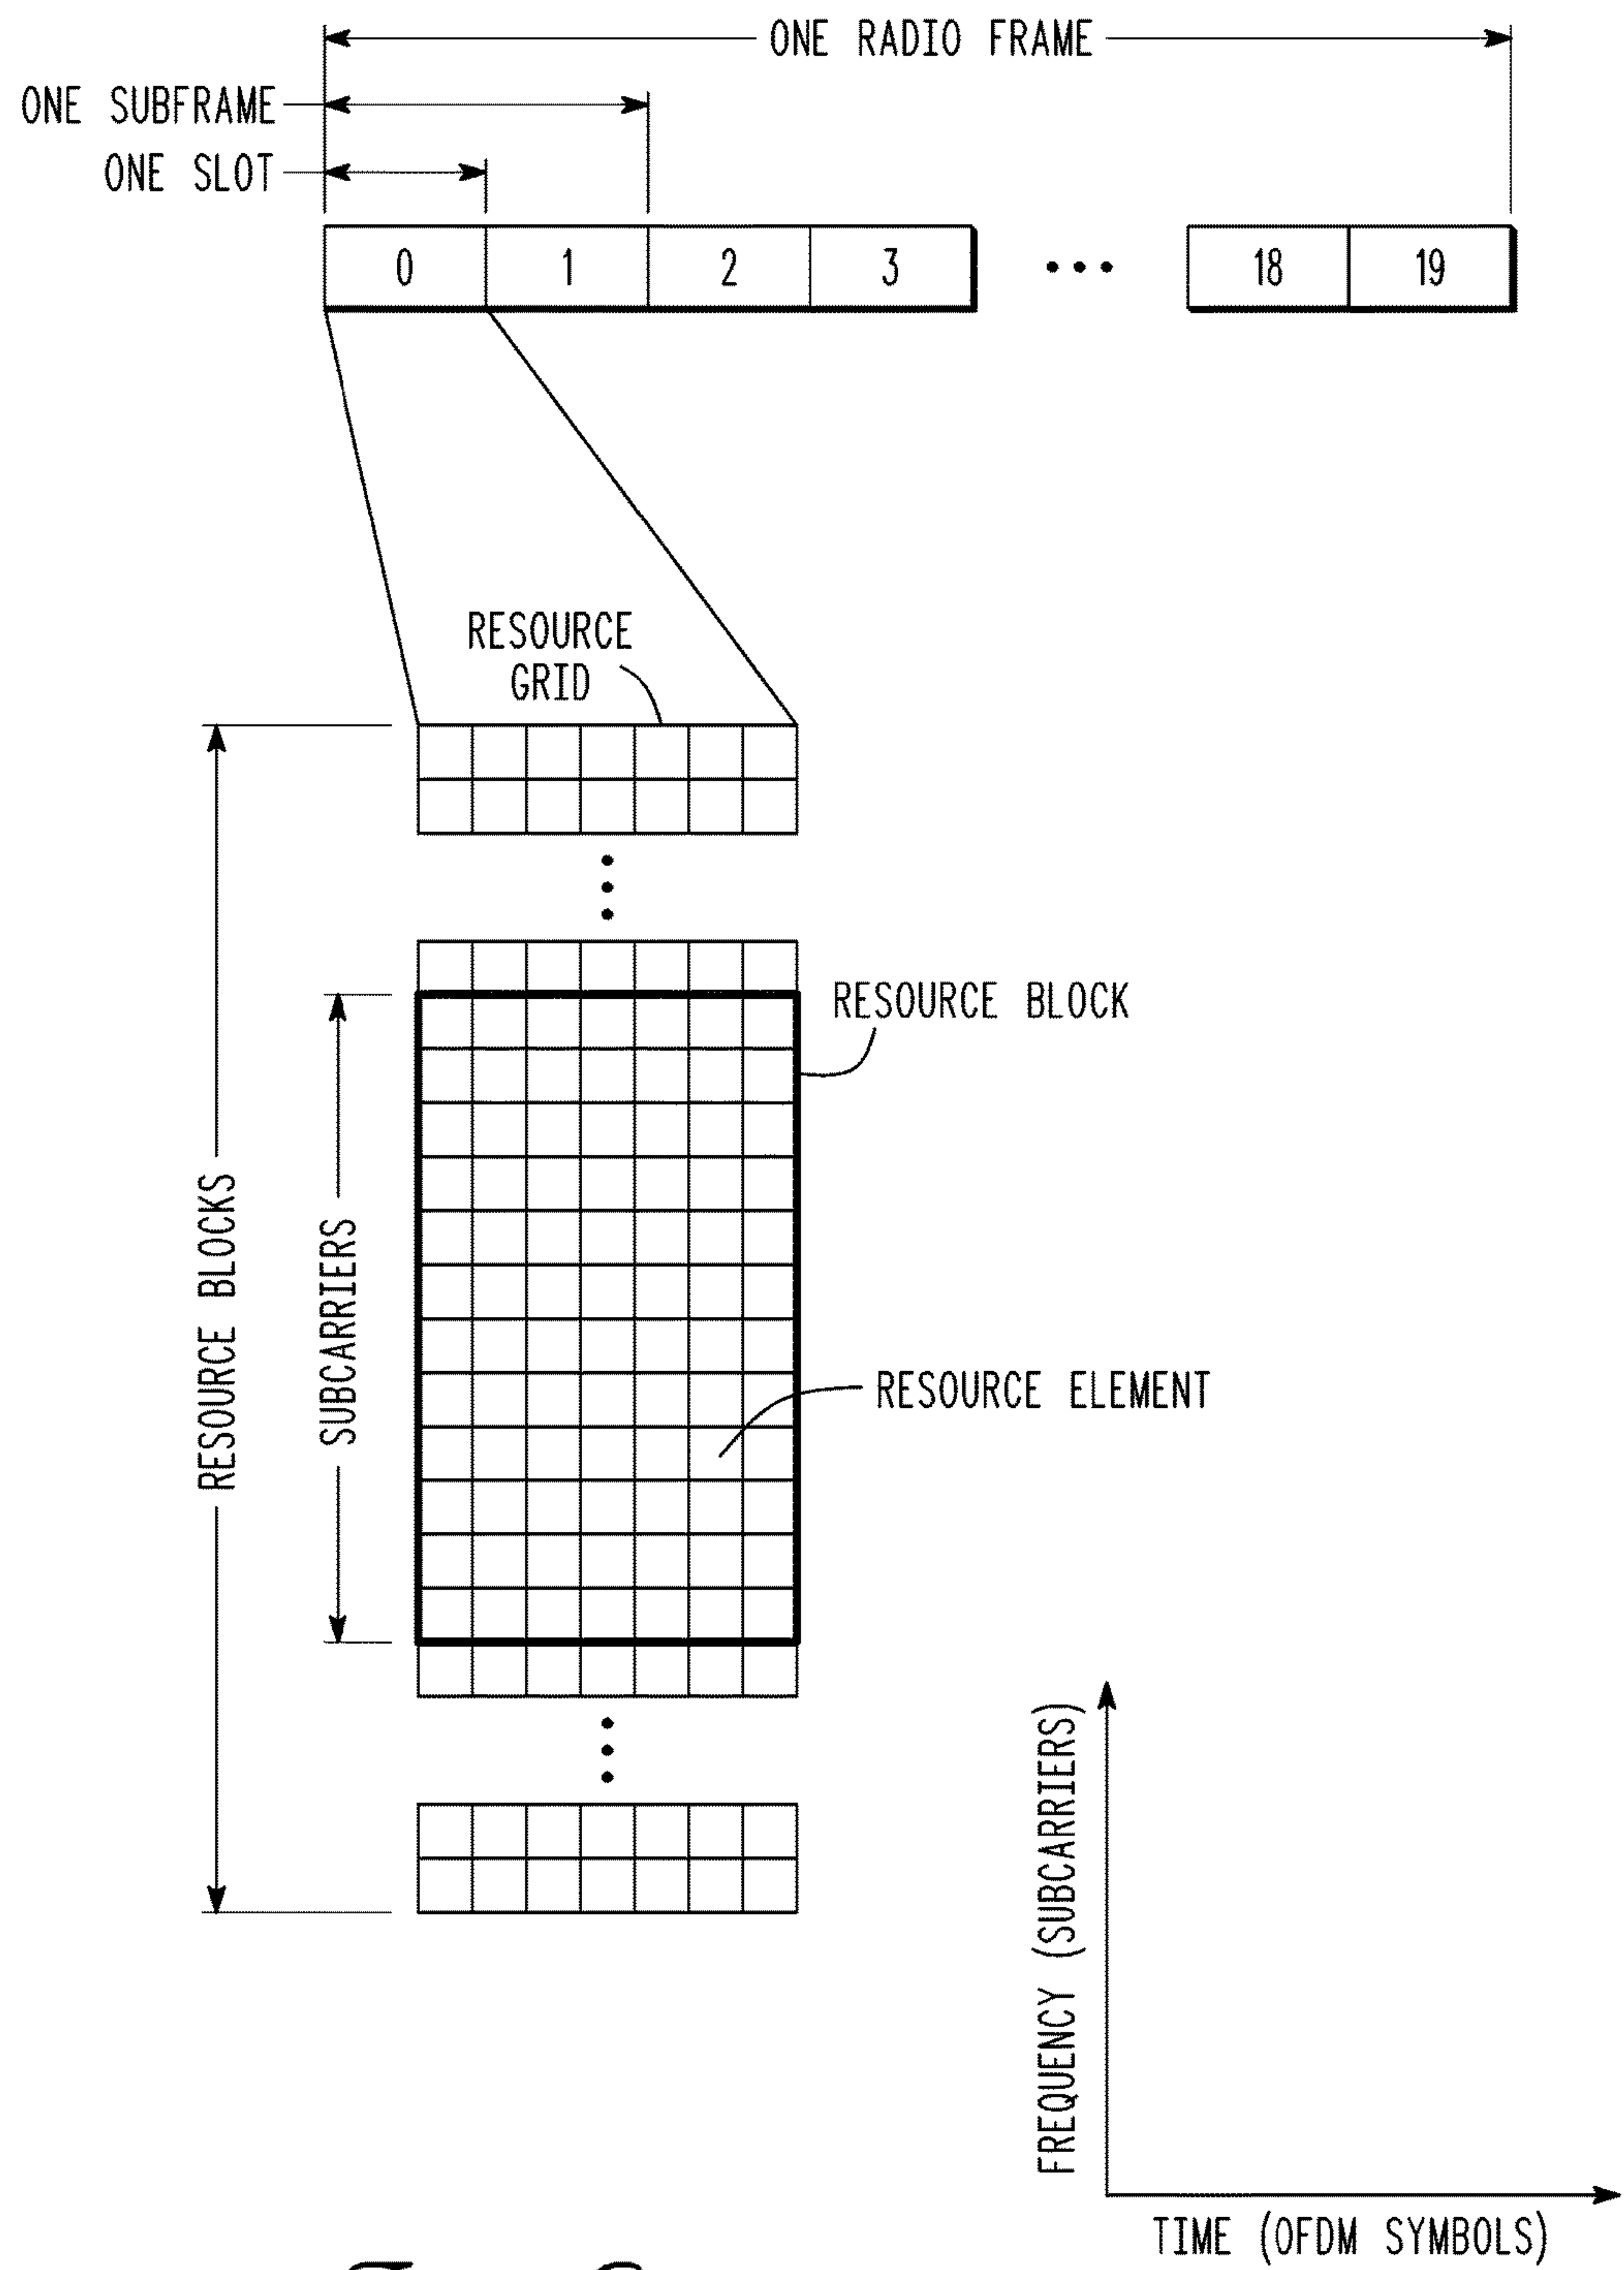 ONE RADIO FRAME
ONE SUBFRAME
ONE SLOT
0 1 2 3 ••• 18 19
RESOURCE
GRID
RESOURCE BLOCK
RESOURCE BLOCKS
SUBCARRIERS
RESOURCE ELEMENT
FREQUENCY (SUBCARRIERS)
TIME (OFDM SYMBOLS)